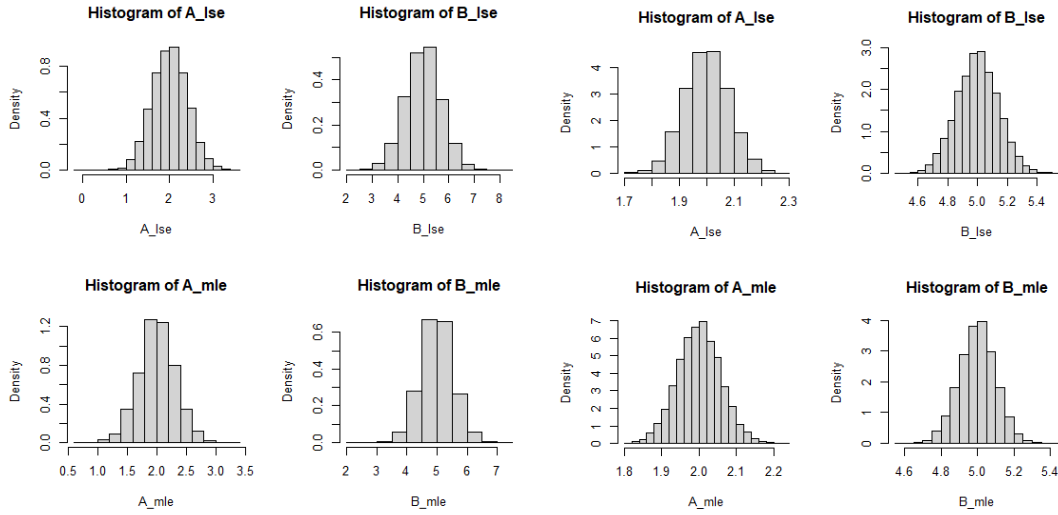 Histogram of A_lse
Density
0.0 0.4 0.8
0 1 2 3
A_lse
Histogram of B_lse
Density
0.0 0.2 0.4
2 3 4 5 6 7 8
B_lse
Histogram of A_lse
Density
0 1 2 3 4
1.7 1.9 2.1 2.3
A_lse
Histogram of B_lse
Density
0.0 1.0 2.0 3.0
4.6 4.8 5.0 5.2 5.4
B_lse
Histogram of A_mle
Density
0.0 0.4 0.8 1.2
0.5 1.0 1.5 2.0 2.5 3.0 3.5
A_mle
Histogram of B_mle
Density
0.0 0.2 0.4 0.6
2 3 4 5 6 7
B_mle
Histogram of A_mle
Density
0 1 2 3 4 5 6 7
1.8 1.9 2.0 2.1 2.2
A_mle
Histogram of B_mle
Density
0 1 2 3 4
4.6 4.8 5.0 5.2 5.4
B_mle